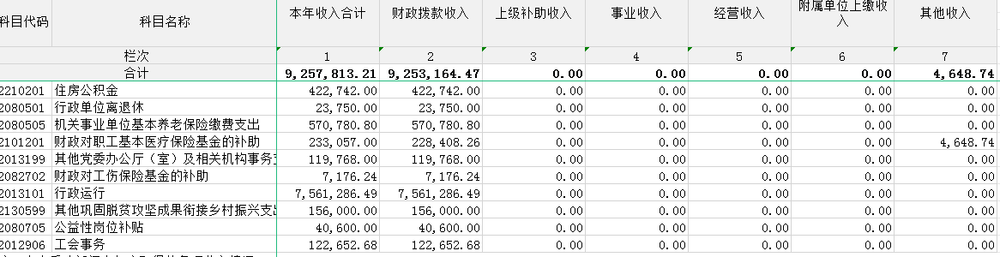 科目代码 科目名称 本年收入合计 财政拨款收入 上级补助收入 事业收入 经营收入 附属单位上缴收入 其他收入
栏次 1 2 3 4 5 6 7
合计 9,257,813.21 9,253,164.47 0.00 0.00 0.00 0.00 4,648.74
2210201 住房公积金 422,742.00 422,742.00 0.00 0.00 0.00 0.00 0.00
2080501 行政单位离退休 23,750.00 23,750.00 0.00 0.00 0.00 0.00 0.00
2080505 机关事业单位基本养老保险缴费支出 570,780.80 570,780.80 0.00 0.00 0.00 0.00 0.00
2101201 财政对职工基本医疗保险基金的补助 233,057.00 228,408.26 0.00 0.00 0.00 0.00 4,648.74
2013199 其他党委办公厅（室）及相关机构事务 119,768.00 119,768.00 0.00 0.00 0.00 0.00 0.00
2082702 财政对工伤保险基金的补助 7,176.24 7,176.24 0.00 0.00 0.00 0.00 0.00
2013101 行政运行 7,561,286.49 7,561,286.49 0.00 0.00 0.00 0.00 0.00
2130599 其他巩固脱贫攻坚成果衔接乡村振兴支 156,000.00 156,000.00 0.00 0.00 0.00 0.00 0.00
2080705 公益性岗位补贴 40,600.00 40,600.00 0.00 0.00 0.00 0.00 0.00
2012906 工会事务 122,652.68 122,652.68 0.00 0.00 0.00 0.00 0.00